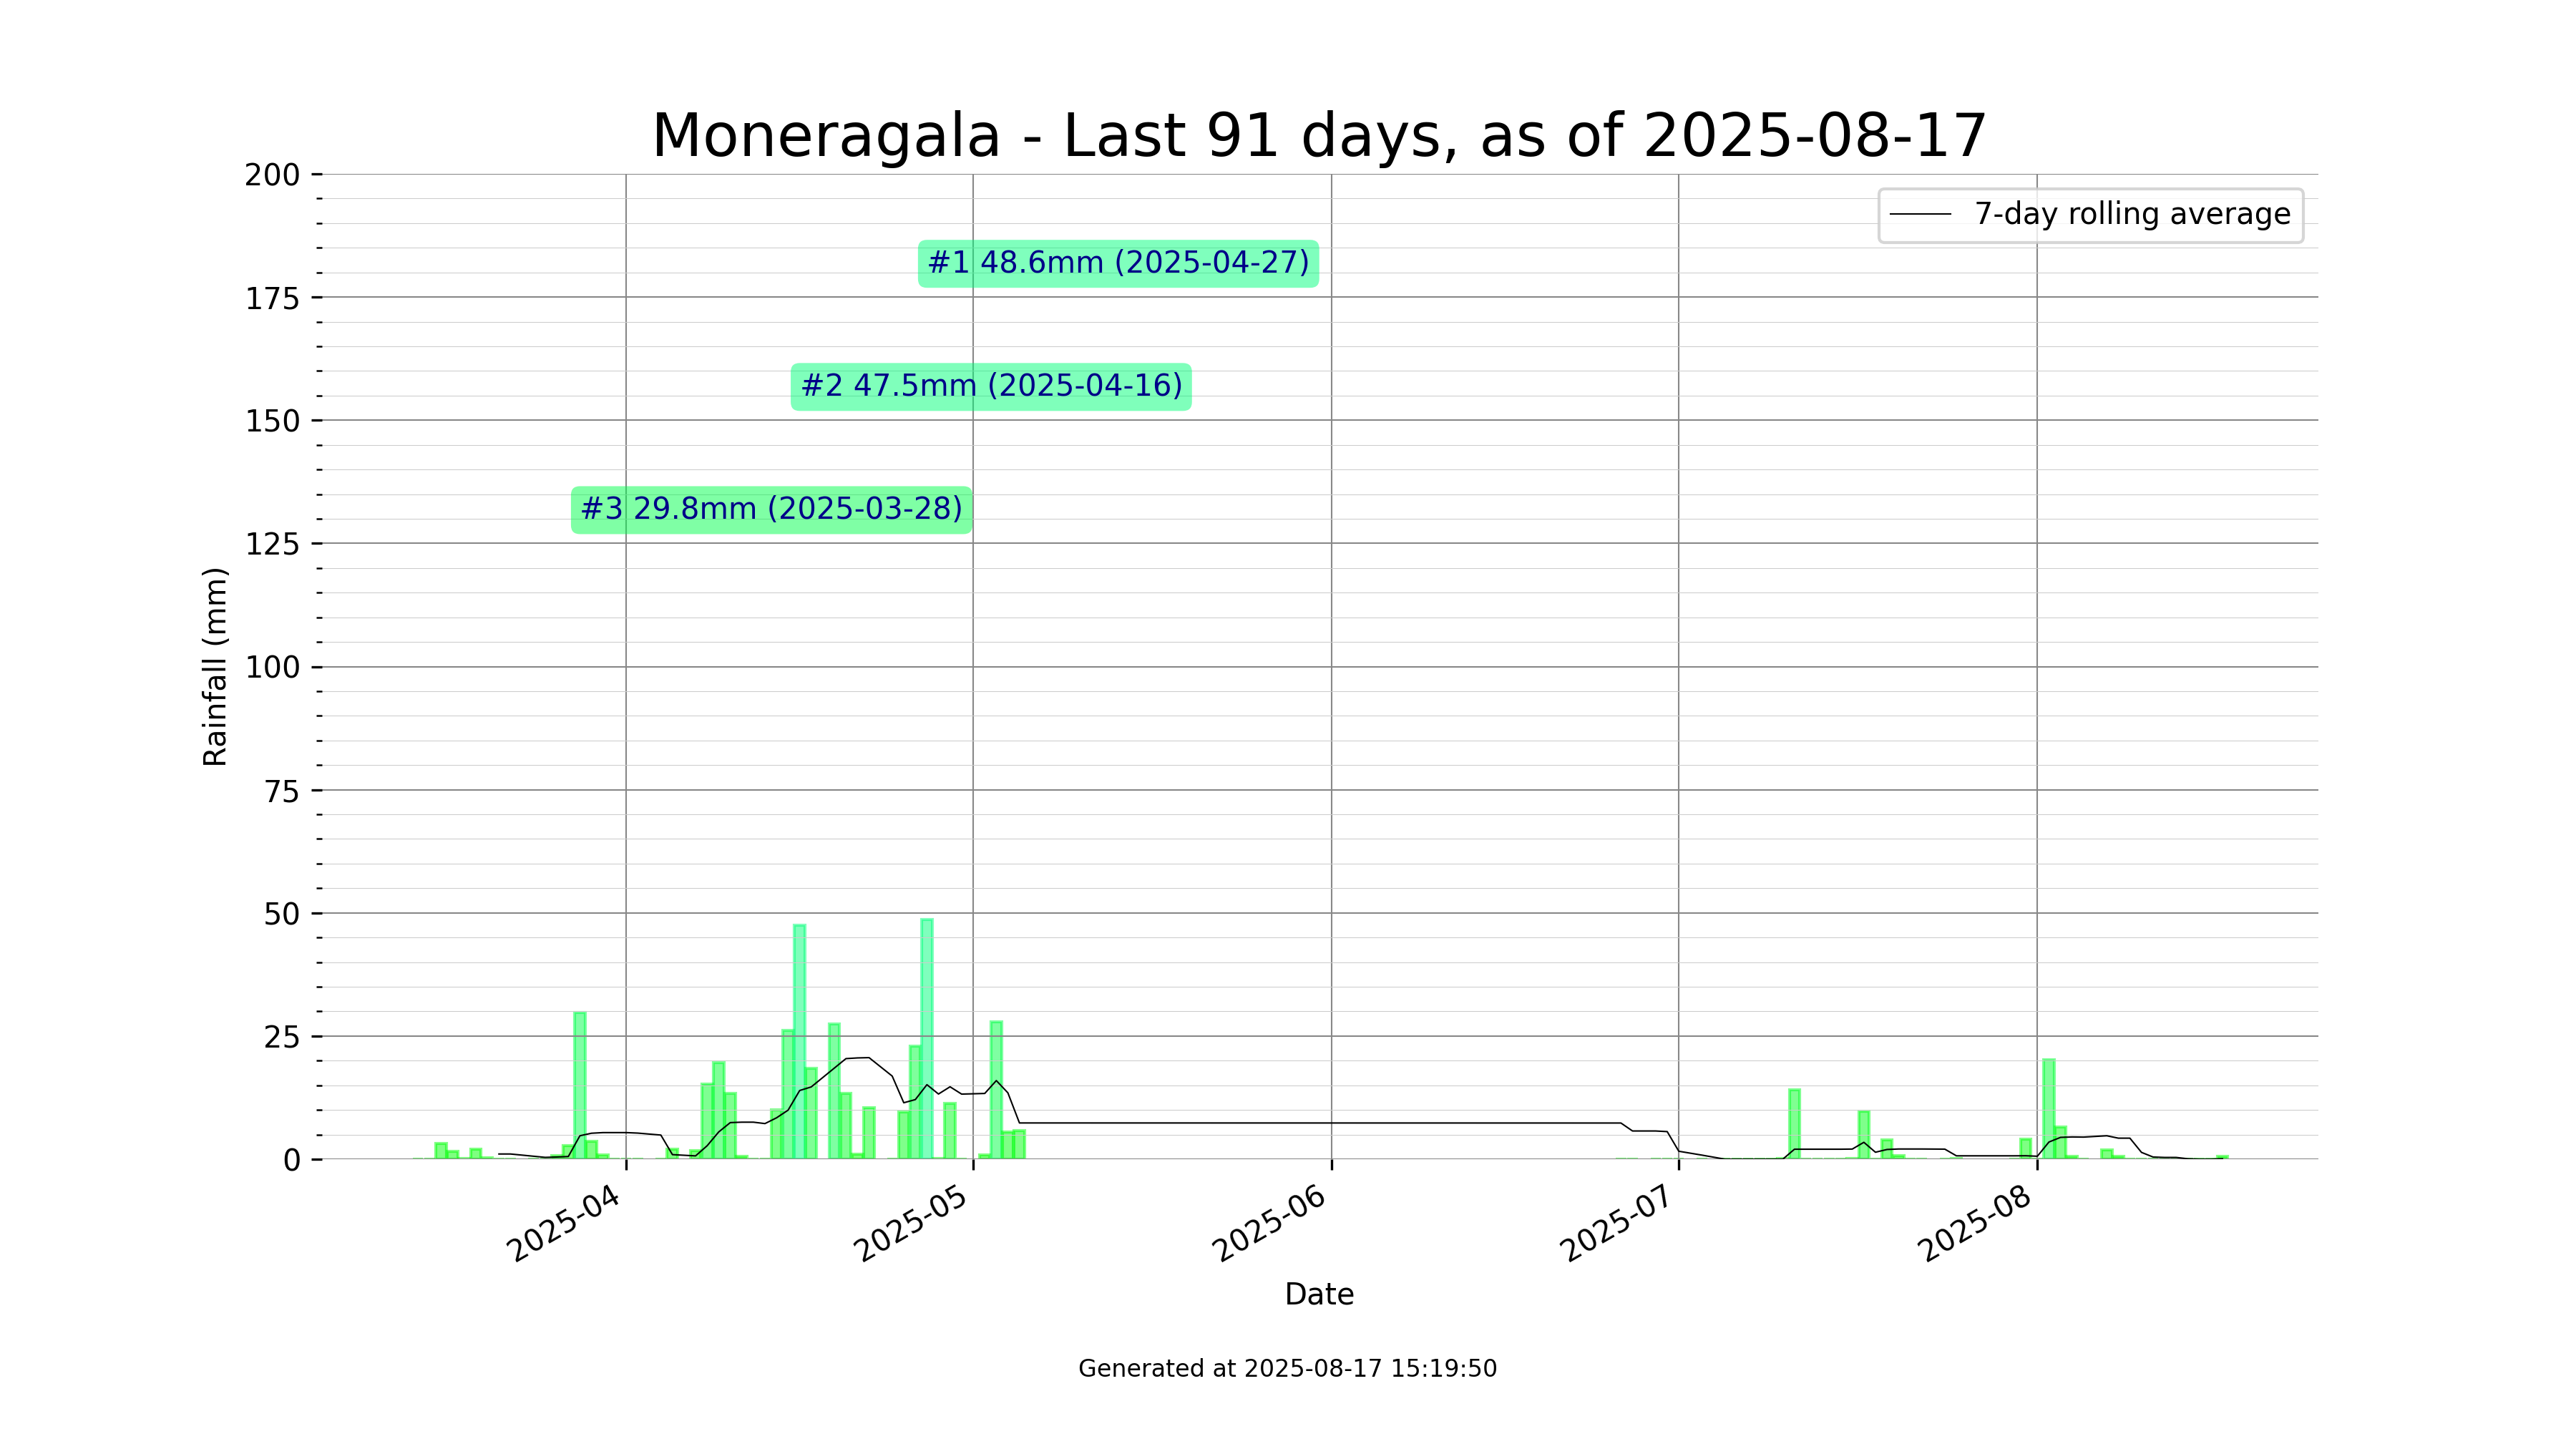 Moneragala - Last 91 days, as of 2025-08-17
7-day rolling average
#1 48.6mm (2025-04-27)
#2 47.5mm (2025-04-16)
#3 29.8mm (2025-03-28)
Rainfall (mm)
200
175
150
125
100
75
50
25
0
2025-04
2025-05
2025-06
2025-07
2025-08
Date
Generated at 2025-08-17 15:19:50